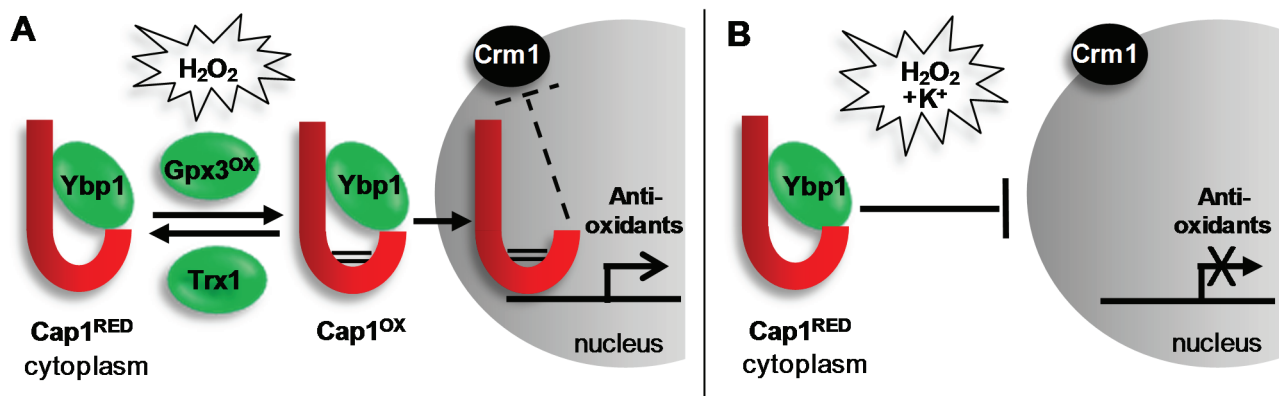 A
H₂O₂
Crm1
Ybp1
Gpx3ᴼˣ
Ybp1
Anti-
oxidants
Trx1
Cap1ᴿᴱᴰ
cytoplasm
Cap1ᴼˣ
nucleus
B
H₂O₂
+K⁺
Crm1
Ybp1
Anti-
oxidants
Cap1ᴿᴱᴰ
cytoplasm
nucleus